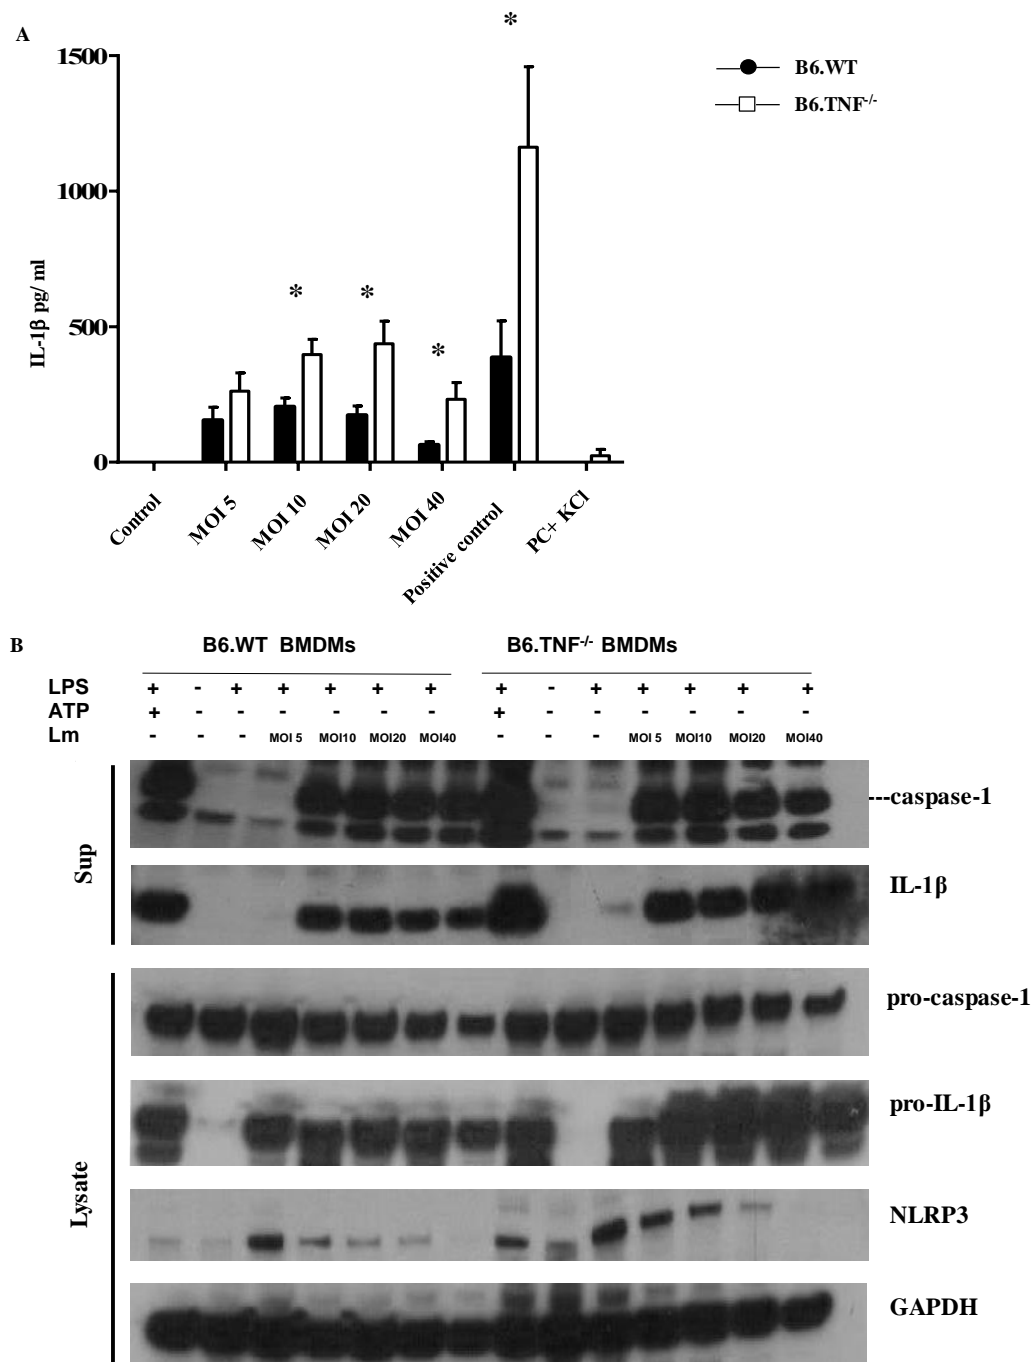 A
1500
1000
500
0
IL-1β pg/ ml
*
*
*
*
B6.WT
B6.TNF-/-
Control
MOI 5
MOI 10
MOI 20
MOI 40
Positive control
PC+ KCl
B
B6.WT BMDMs
B6.TNF-/- BMDMs
LPS + - + + + + + + - + + + + +
ATP + - - - - - - + - - - - - -
Lm - - - MOI 5 MOI10 MOI20 MOI40 - - - MOI 5 MOI10 MOI20 MOI40
Sup
---caspase-1
IL-1β
Lysate
pro-caspase-1
pro-IL-1β
NLRP3
GAPDH